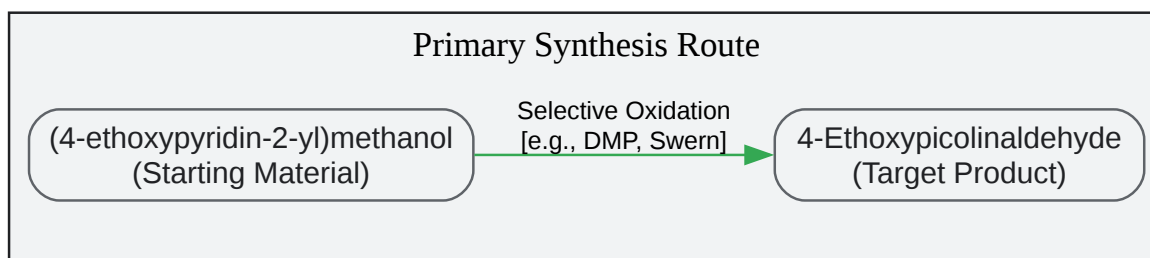 Primary Synthesis Route
(4-ethoxypyridin-2-yl)methanol
(Starting Material)
Selective Oxidation
[e.g., DMP, Swern]
4-Ethoxypicolinaldehyde
(Target Product)